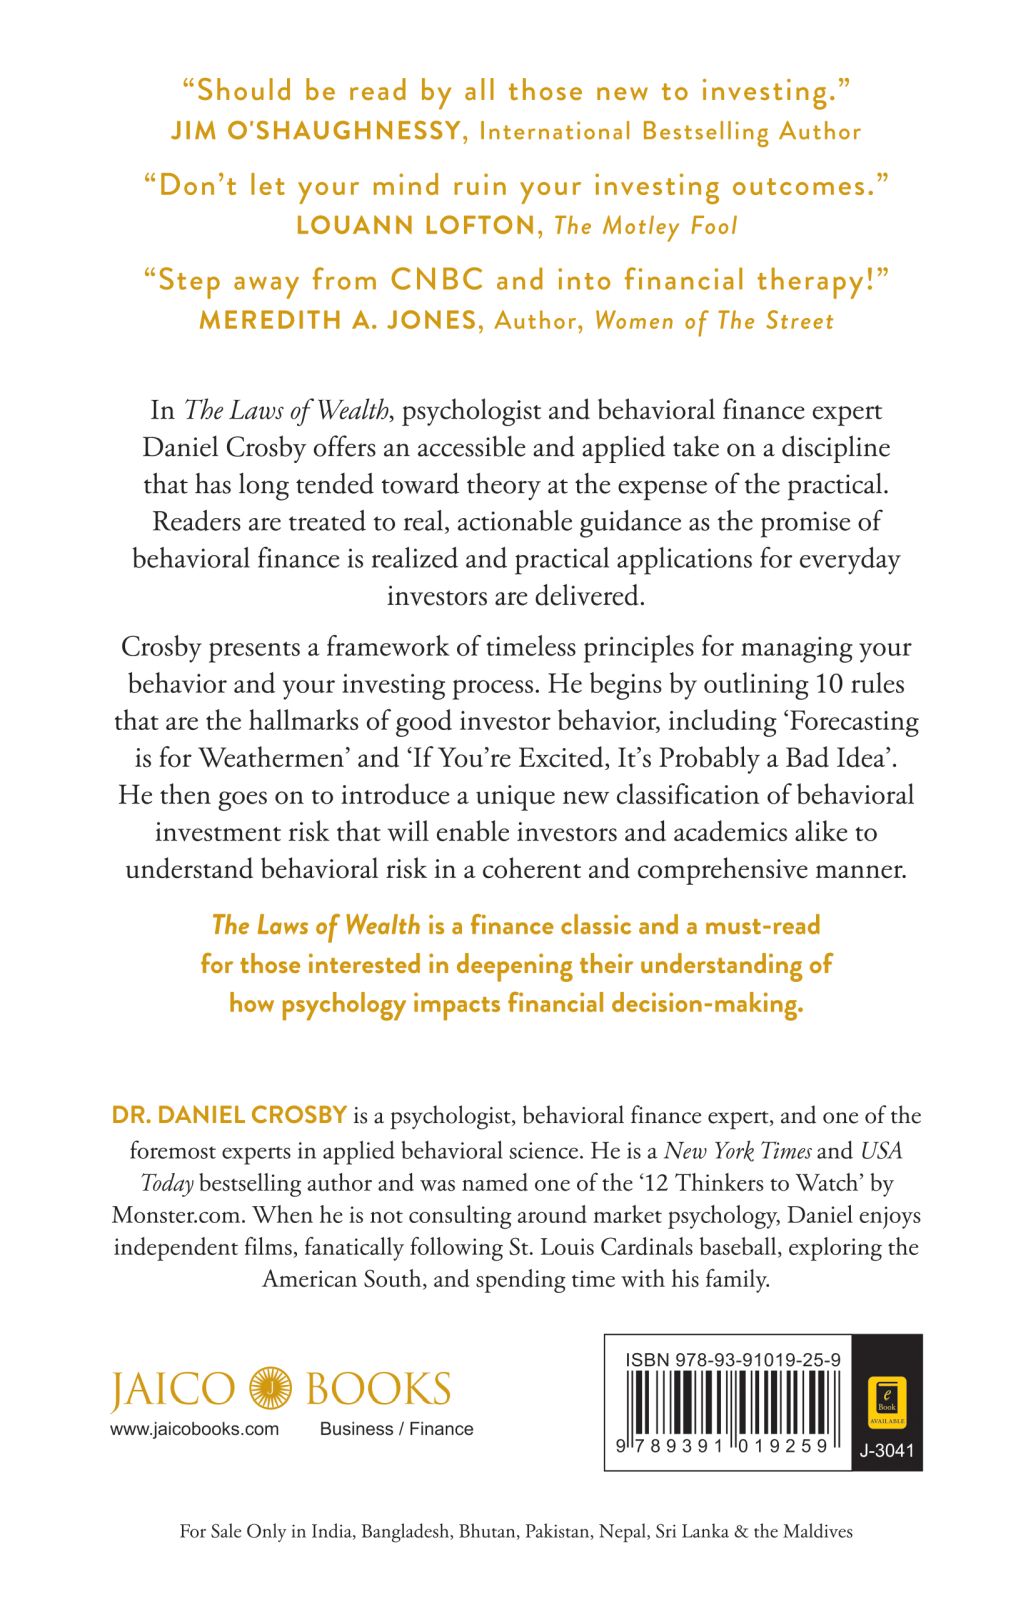 “Should be read by all those new to investing.”
JIM O'SHAUGHNESSY, International Bestselling Author
“Don’t let your mind ruin your investing outcomes.”
LOUANN LOFTON, The Motley Fool
“Step away from CNBC and into financial therapy!”
MEREDITH A. JONES, Author, Women of The Street
In The Laws of Wealth, psychologist and behavioral finance expert
Daniel Crosby offers an accessible and applied take on a discipline
that has long tended toward theory at the expense of the practical.
Readers are treated to real, actionable guidance as the promise of
behavioral finance is realized and practical applications for everyday
investors are delivered.
Crosby presents a framework of timeless principles for managing your
behavior and your investing process. He begins by outlining 10 rules
that are the hallmarks of good investor behavior, including ‘Forecasting
is for Weathermen’ and ‘If You’re Excited, It’s Probably a Bad Idea’.
He then goes on to introduce a unique new classification of behavioral
investment risk that will enable investors and academics alike to
understand behavioral risk in a coherent and comprehensive manner.
The Laws of Wealth is a finance classic and a must-read
for those interested in deepening their understanding of
how psychology impacts financial decision-making.
DR. DANIEL CROSBY is a psychologist, behavioral finance expert, and one of the
foremost experts in applied behavioral science. He is a New York Times and USA
Today bestselling author and was named one of the ‘12 Thinkers to Watch’ by
Monster.com. When he is not consulting around market psychology, Daniel enjoys
independent films, fanatically following St. Louis Cardinals baseball, exploring the
American South, and spending time with his family.
JAICO J BOOKS
www.jaicobooks.com Business / Finance
ISBN 978-93-91019-25-9
9 789391 019259
e
Book
AVAILABLE
J-3041
For Sale Only in India, Bangladesh, Bhutan, Pakistan, Nepal, Sri Lanka & the Maldives